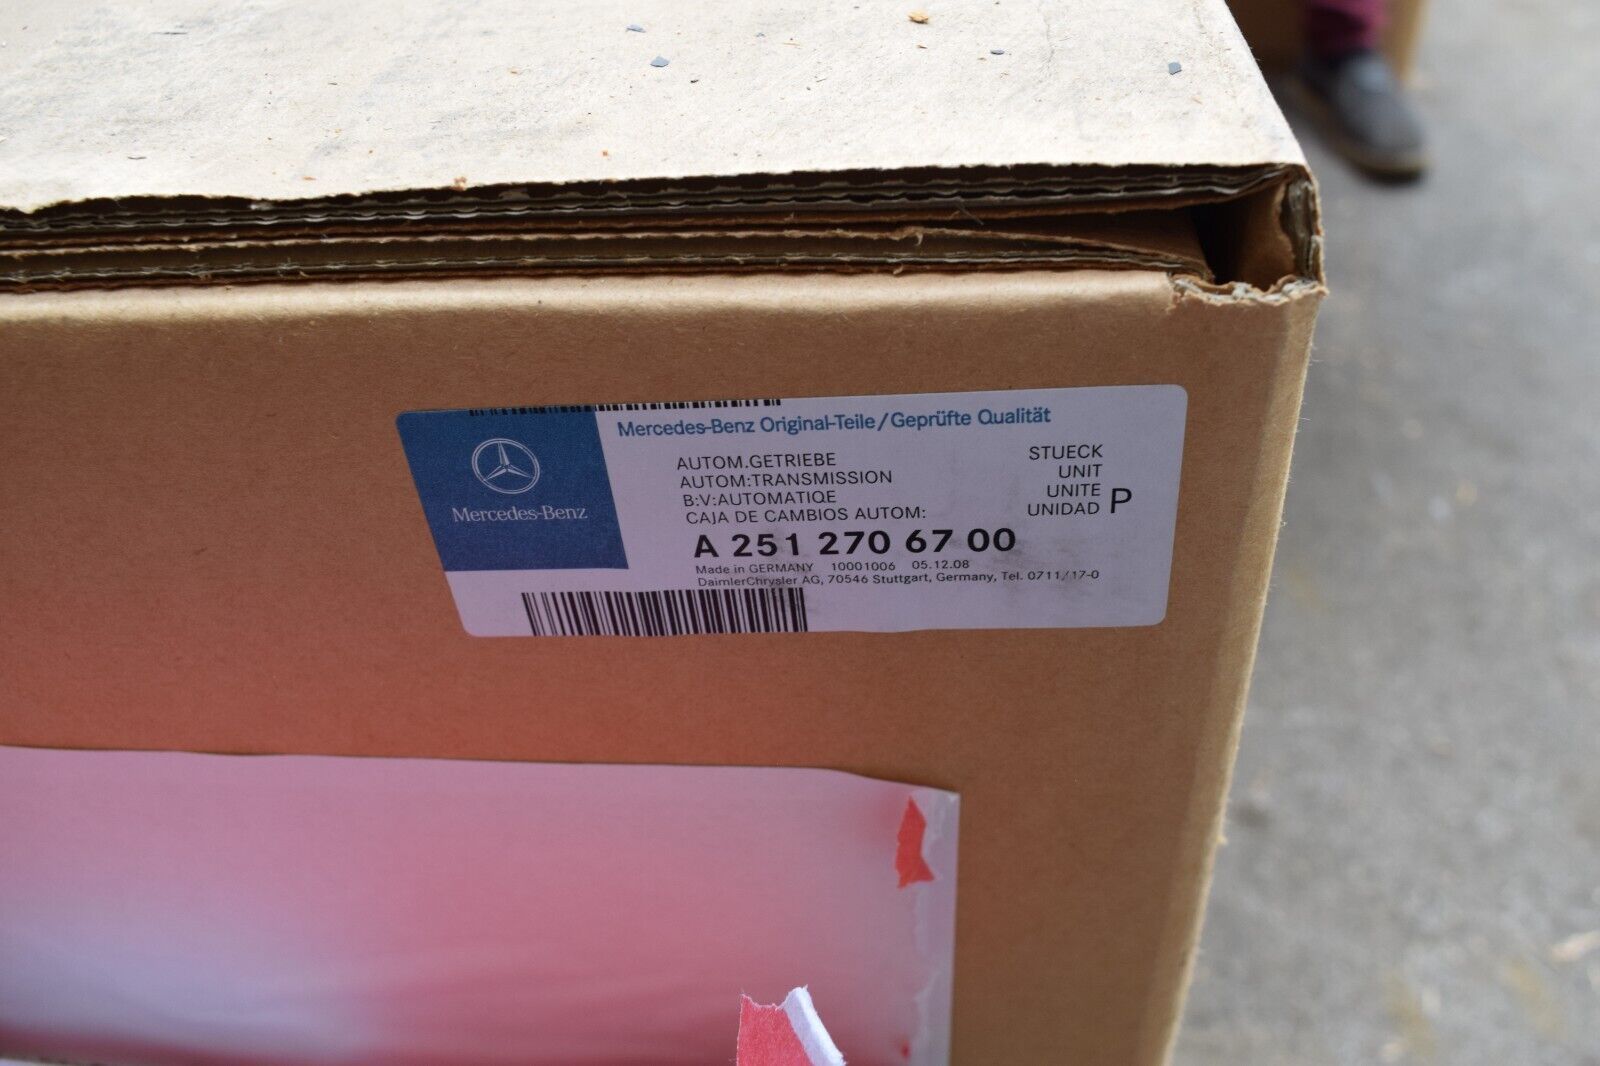 Mercedes-Benz
Mercedes-Benz Original-Teile/Geprüfte Qualität
AUTOM.GETRIEBE
AUTOM:TRANSMISSION
B:V:AUTOMATIQE
CAJA DE CAMBIOS AUTOM:
STUECK
UNIT
UNITE
UNIDAD P
A 251 270 67 00
Made in GERMANY 10001006 05.12.08
DaimlerChrysler AG, 70546 Stuttgart, Germany, Tel. 0711/17-0